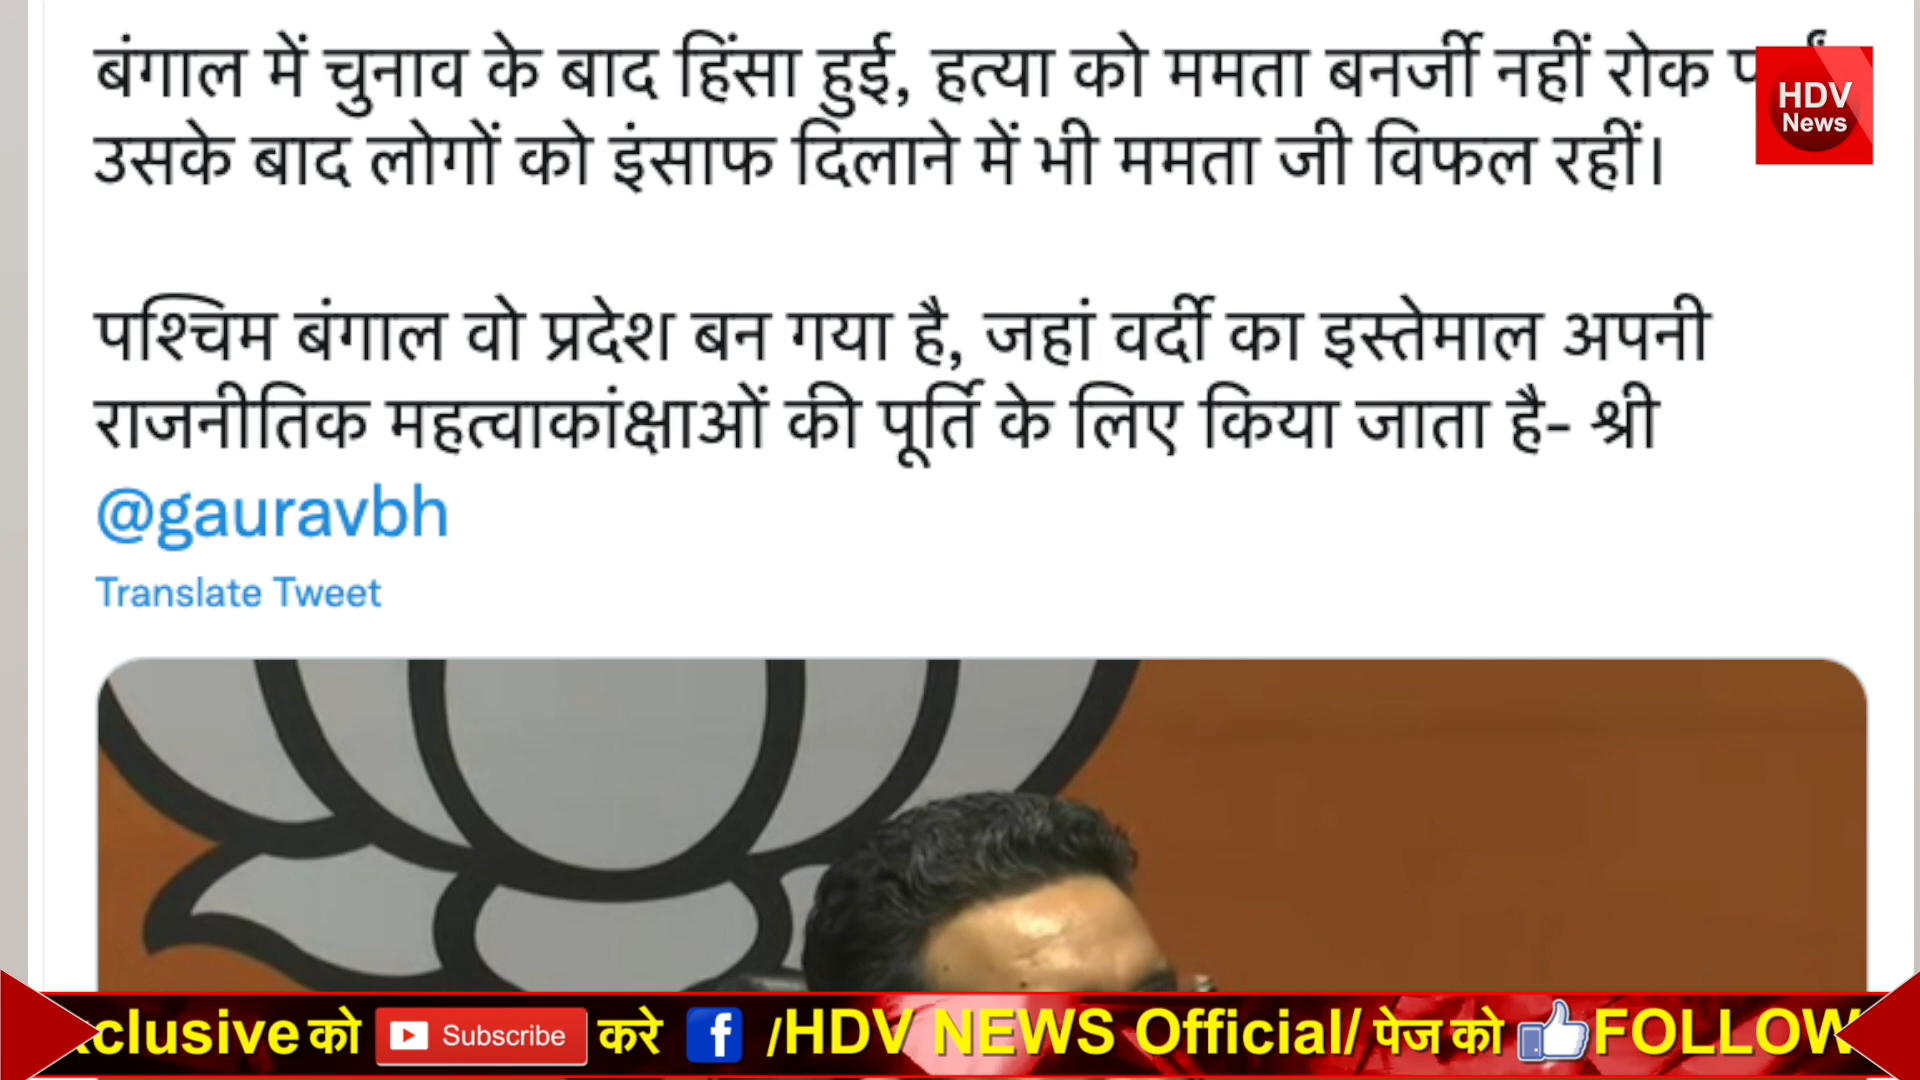 बंगाल में चुनाव के बाद हिंसा हुई, हत्या को ममता बनर्जी नहीं रोक
उसके बाद लोगों को इंसाफ दिलाने में भी ममता जी विफल रहीं।
पश्चिम बंगाल वो प्रदेश बन गया है, जहां वर्दी का इस्तेमाल अपनी
राजनीतिक महत्वाकांक्षाओं की पूर्ति के लिए किया जाता है- श्री
@gauravbh
Translate Tweet
HDV
News
को Subscribe करे f /HDV NEWS Official/ पेज को FOLLOW